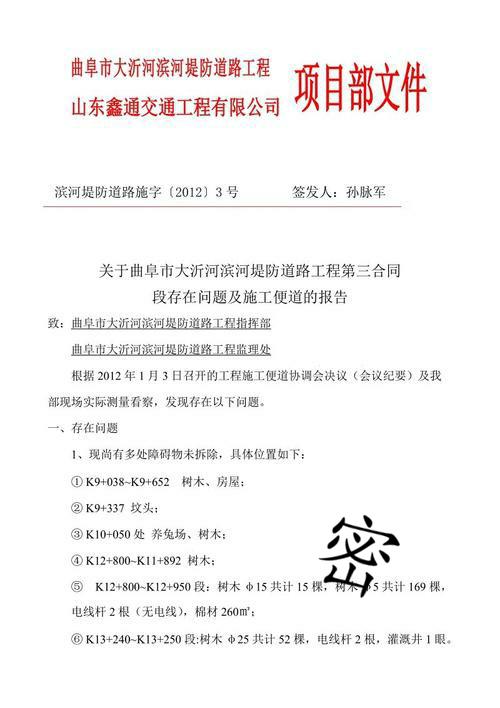 曲阜市大沂河滨河堤防道路工程
山东鑫通交通工程有限公司
项目部文件
滨河堤防道路施字〔2012〕3 号 签发人：孙脉军
关于曲阜市大沂河滨河堤防道路工程第三合同
段存在问题及施工便道的报告
致：曲阜市大沂河滨河堤防道路工程指挥部
曲阜市大沂河滨河堤防道路工程监理处
根据 2012 年 1 月 3 日召开的工程施工便道协调会决议（会议纪要）及我
部现场实际测量看察，发现存在以下问题。
一、存在问题
1、现尚有多处障碍物未拆除，具体位置如下：
① K9+038~K9+652 树木、房屋；
② K9+337 坟头；
③ K10+050 处 养兔场、树木；
④ K12+800~K11+892 树木；
⑤ K12+800~K12+950 段：树木 φ15 共计 15 棵，树木 φ5 共计 169 棵，
电线杆 2 根（无电线），棉材 260㎡；
⑥ K13+240~K13+250 段:树木 φ25 共计 52 棵，电线杆 2 根，灌溉井 1 眼。
密